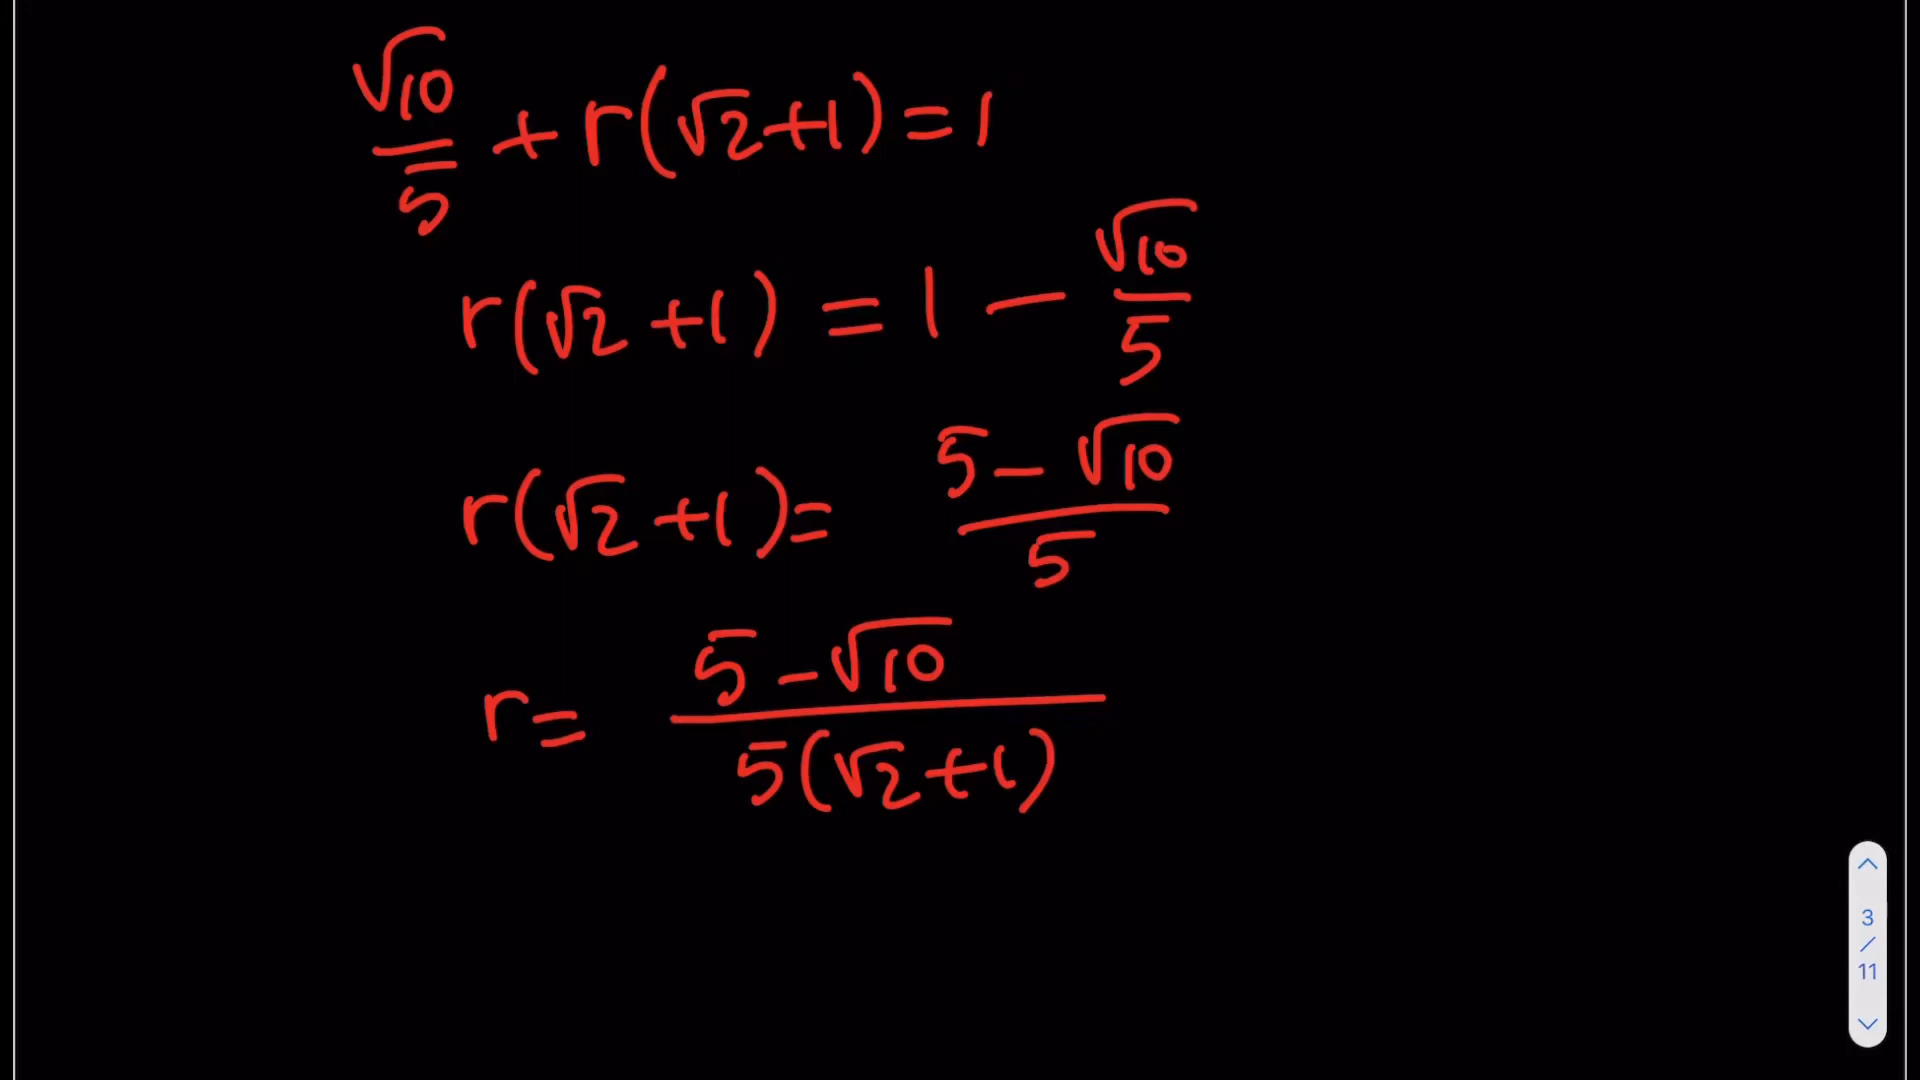 √10/5 + r(√2+1) = 1
r(√2 + 1) = 1 − √10/5
r(√2 + 1) = (5 − √10)/5
r = (5 − √10)/(5(√2 + 1))
3
/
11